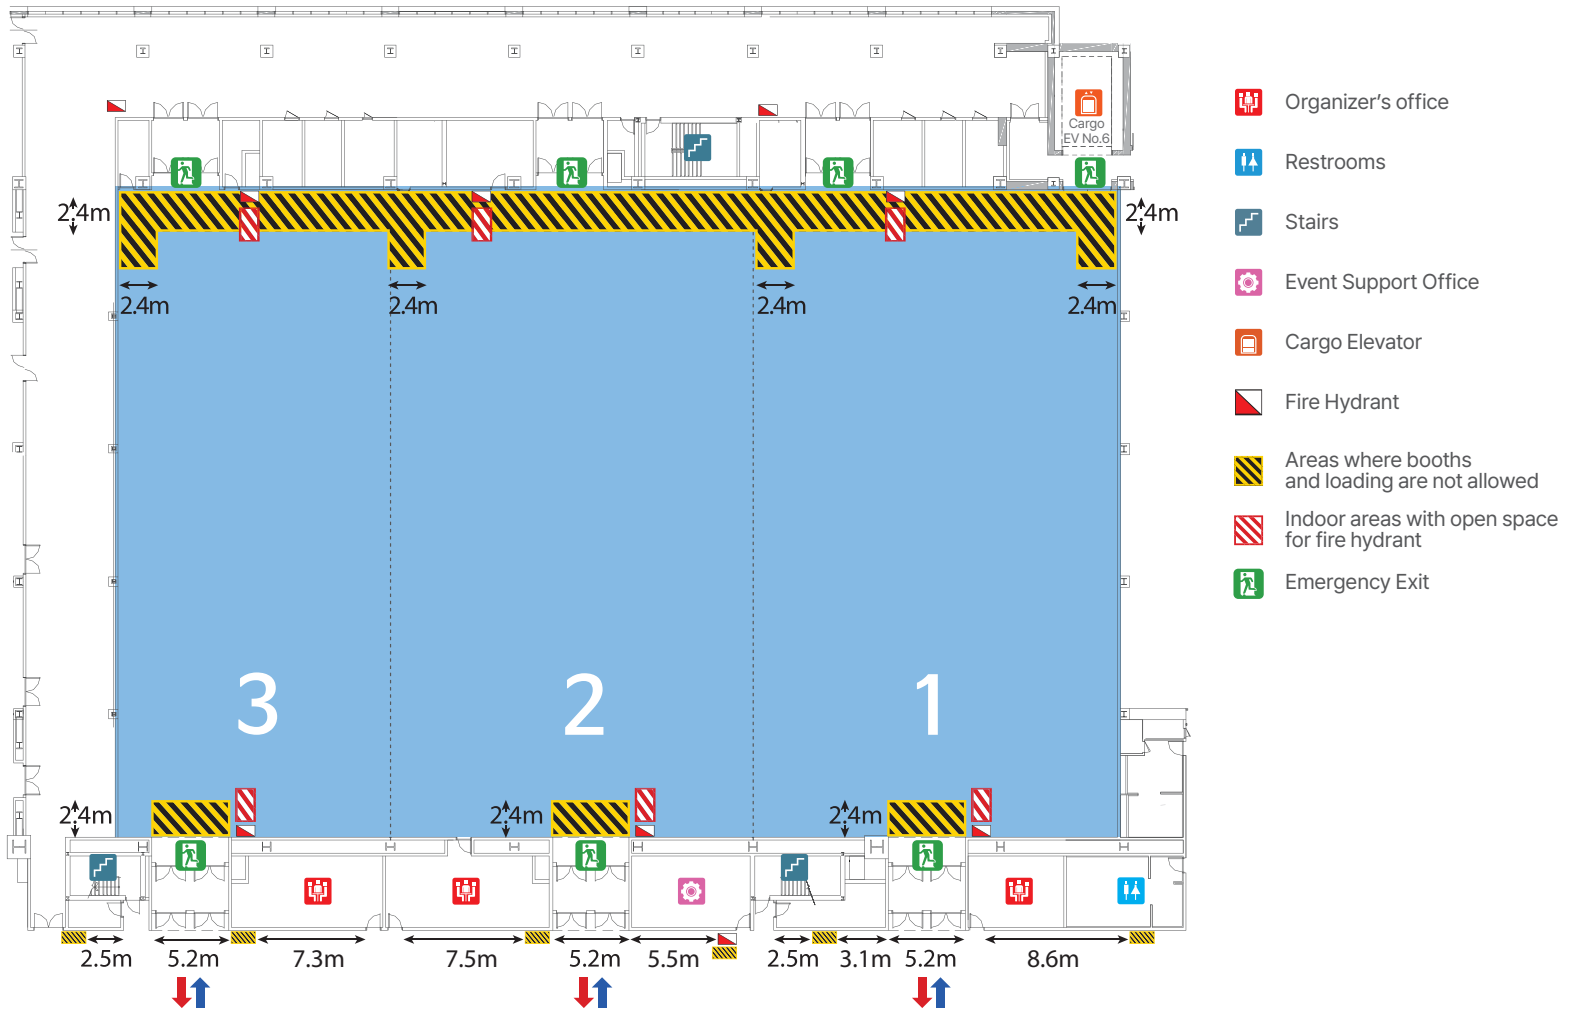 Cargo
EV No.6
2.4m
2.4m
2.4m
2.4m
2.4m
2.4m
3
2
1
2.4m
2.4m
2.4m
2.5m
5.2m
7.3m
7.5m
5.2m
5.5m
2.5m
3.1m
5.2m
8.6m
Organizer’s office
Restrooms
Stairs
Event Support Office
Cargo Elevator
Fire Hydrant
Areas where booths
and loading are not allowed
Indoor areas with open space
for fire hydrant
Emergency Exit